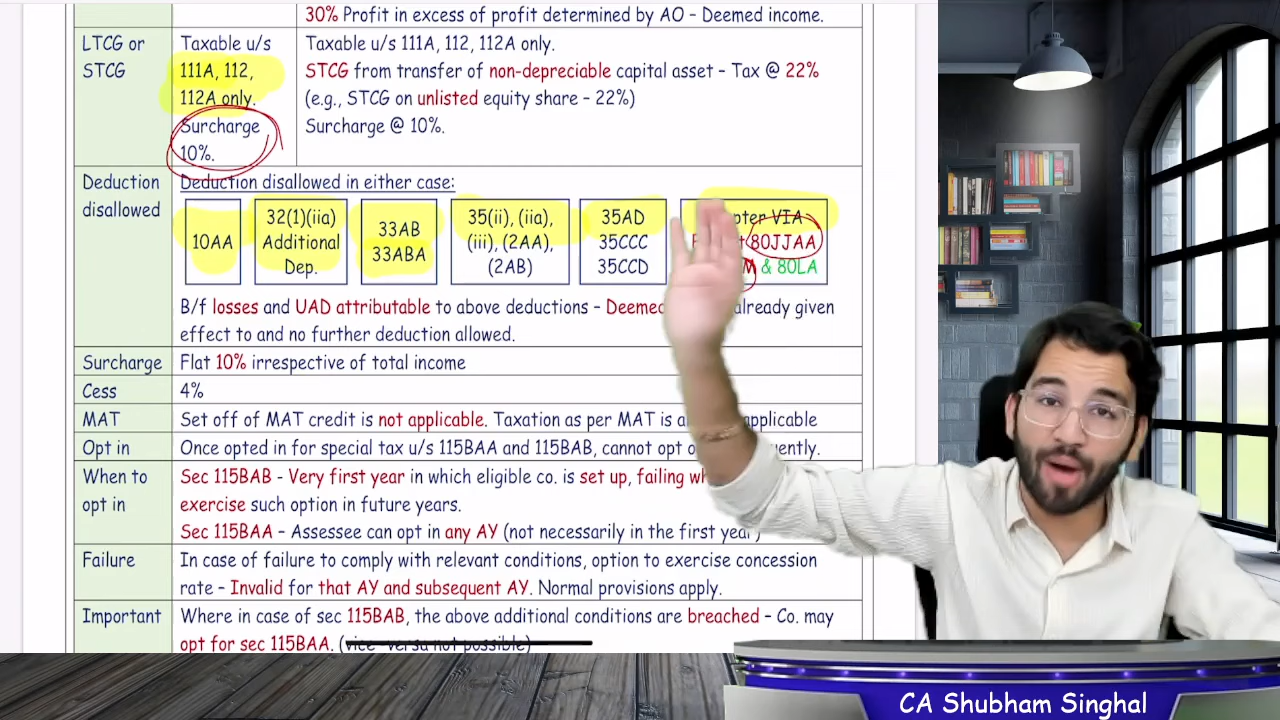 30% Profit in excess of profit determined by AO – Deemed income.
LTCG or STCG
Taxable u/s 111A, 112, 112A only.
Surcharge 10%.
Taxable u/s 111A, 112, 112A only.
STCG from transfer of non-depreciable capital asset – Tax @ 22%
(e.g., STCG on unlisted equity share – 22%)
Surcharge @ 10%.
Deduction disallowed
Deduction disallowed in either case:
10AA
32(1)(iia)
Additional
Dep.
33AB
33ABA
35(ii), (iia),
(iii), (2AA),
(2AB)
35AD
35CCC
35CCD
VIA
80JJAA
& 80LA
B/f losses and UAD attributable to above deductions – Deemed already given
effect to and no further deduction allowed.
Surcharge
Flat 10% irrespective of total income
Cess
4%
MAT
Set off of MAT credit is not applicable. Taxation as per MAT is applicable
Opt in
Once opted in for special tax u/s 115BAA and 115BAB, cannot opt
When to opt in
Sec 115BAB - Very first year in which eligible co. is set up, failing
exercise such option in future years.
Sec 115BAA – Assessee can opt in any AY (not necessarily in the first year)
Failure
In case of failure to comply with relevant conditions, option to exercise concession
rate – Invalid for that AY and subsequent AY. Normal provisions apply.
Important
Where in case of sec 115BAB, the above additional conditions are breached – Co. may
opt for sec 115BAA. (vice-versa not possible)
CA Shubham Singhal